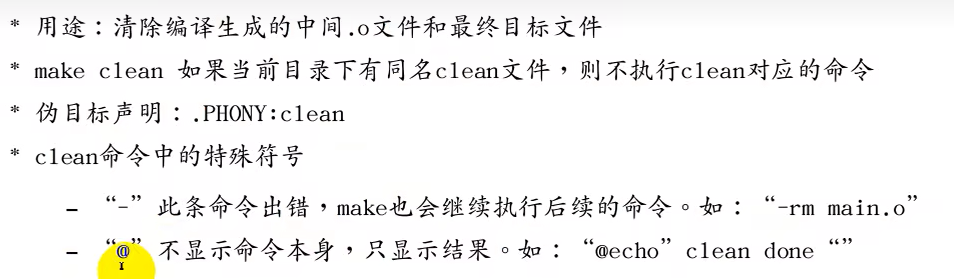 * 用途：清除编译生成的中间.o文件和最终目标文件
* make clean 如果当前目录下有同名clean文件，则不执行clean对应的命令
* 伪目标声明：.PHONY:clean
* clean命令中的特殊符号
– “-”此条命令出错，make也会继续执行后续的命令。如：“-rm main.o”
– “@”不显示命令本身，只显示结果。如：“@echo”clean done“”